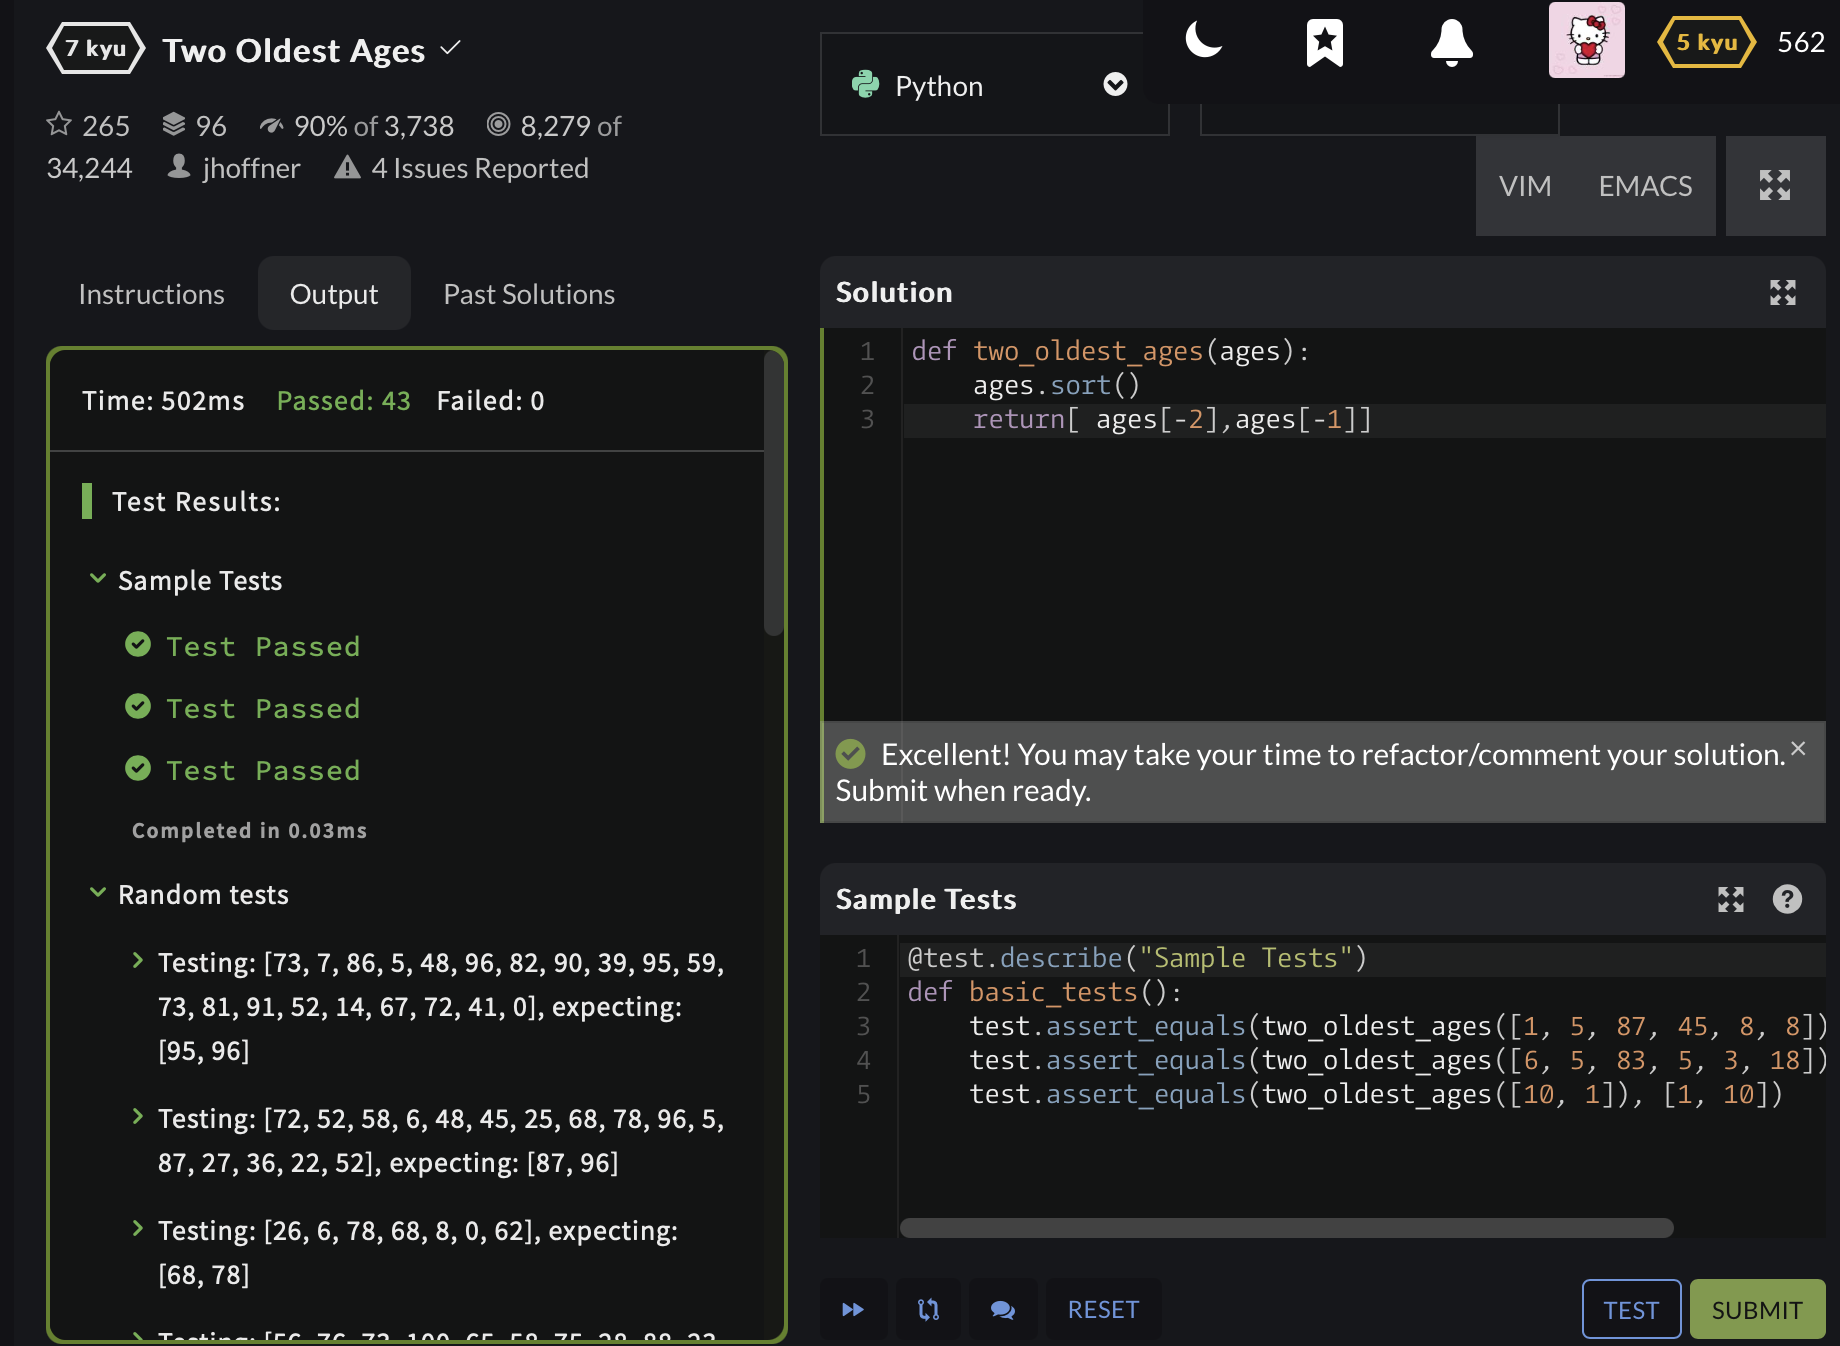 7 kyu Two Oldest Ages
265 96 90% of 3,738 8,279 of
34,244 jhoffner 4 Issues Reported
Python
5 kyu 562
VIM EMACS
Instructions Output Past Solutions
Time: 502ms Passed: 43 Failed: 0
Test Results:
Sample Tests
Test Passed
Test Passed
Test Passed
Completed in 0.03ms
Random tests
Testing: [73, 7, 86, 5, 48, 96, 82, 90, 39, 95, 59,
73, 81, 91, 52, 14, 67, 72, 41, 0], expecting:
[95, 96]
Testing: [72, 52, 58, 6, 48, 45, 25, 68, 78, 96, 5,
87, 27, 36, 22, 52], expecting: [87, 96]
Testing: [26, 6, 78, 68, 8, 0, 62], expecting:
[68, 78]
Solution
1 def two_oldest_ages(ages):
2 ages.sort()
3 return[ ages[-2],ages[-1]]
Excellent! You may take your time to refactor/comment your solution. ×
Submit when ready.
Sample Tests ?
1 @test.describe("Sample Tests")
2 def basic_tests():
3 test.assert_equals(two_oldest_ages([1, 5, 87, 45, 8, 8])
4 test.assert_equals(two_oldest_ages([6, 5, 83, 5, 3, 18])
5 test.assert_equals(two_oldest_ages([10, 1]), [1, 10])
RESET TEST SUBMIT